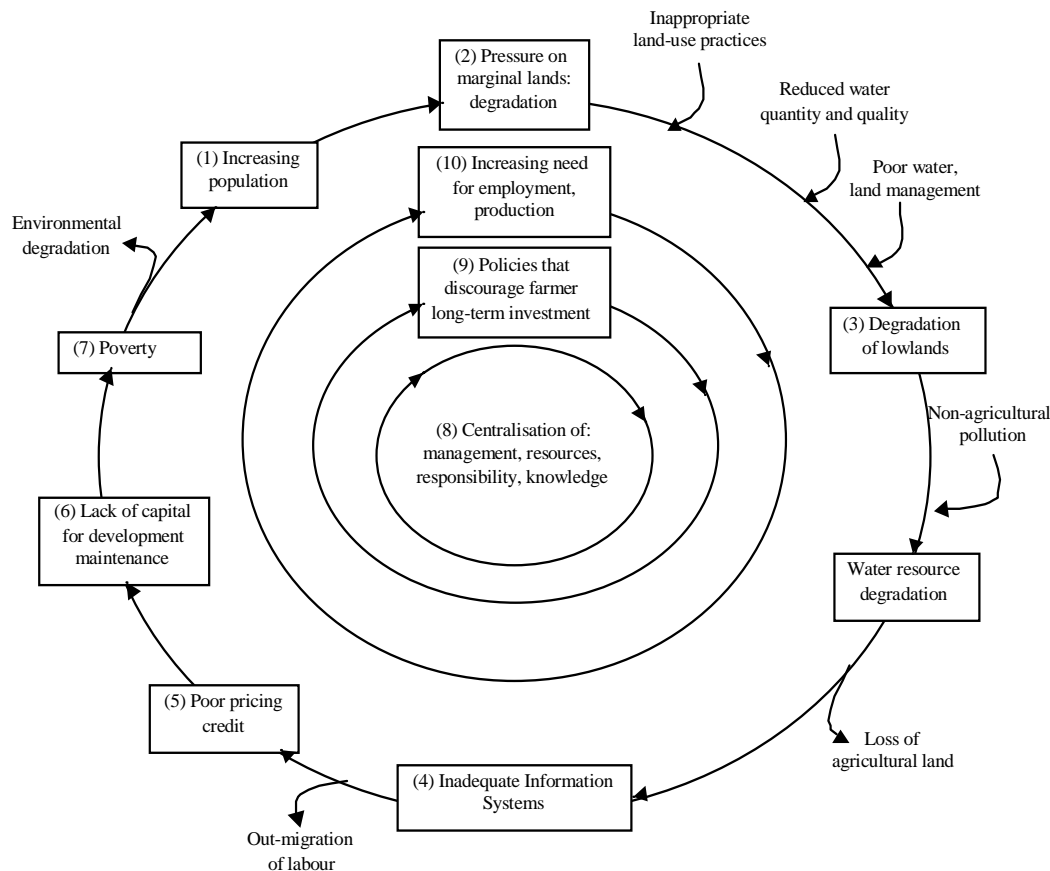 Inappropriate
land-use practices
(2) Pressure on
marginal lands:
degradation
Reduced water
quantity and quality
(1) Increasing
population
(10) Increasing need
for employment,
production
Poor water,
land management
Environmental
degradation
(9) Policies that
discourage farmer
long-term investment
(7) Poverty
(3) Degradation
of lowlands
(8) Centralisation of:
management, resources,
responsibility, knowledge
Non-agricultural
pollution
(6) Lack of capital
for development
maintenance
Water resource
degradation
(5) Poor pricing
credit
Loss of
agricultural land
(4) Inadequate Information
Systems
Out-migration
of labour